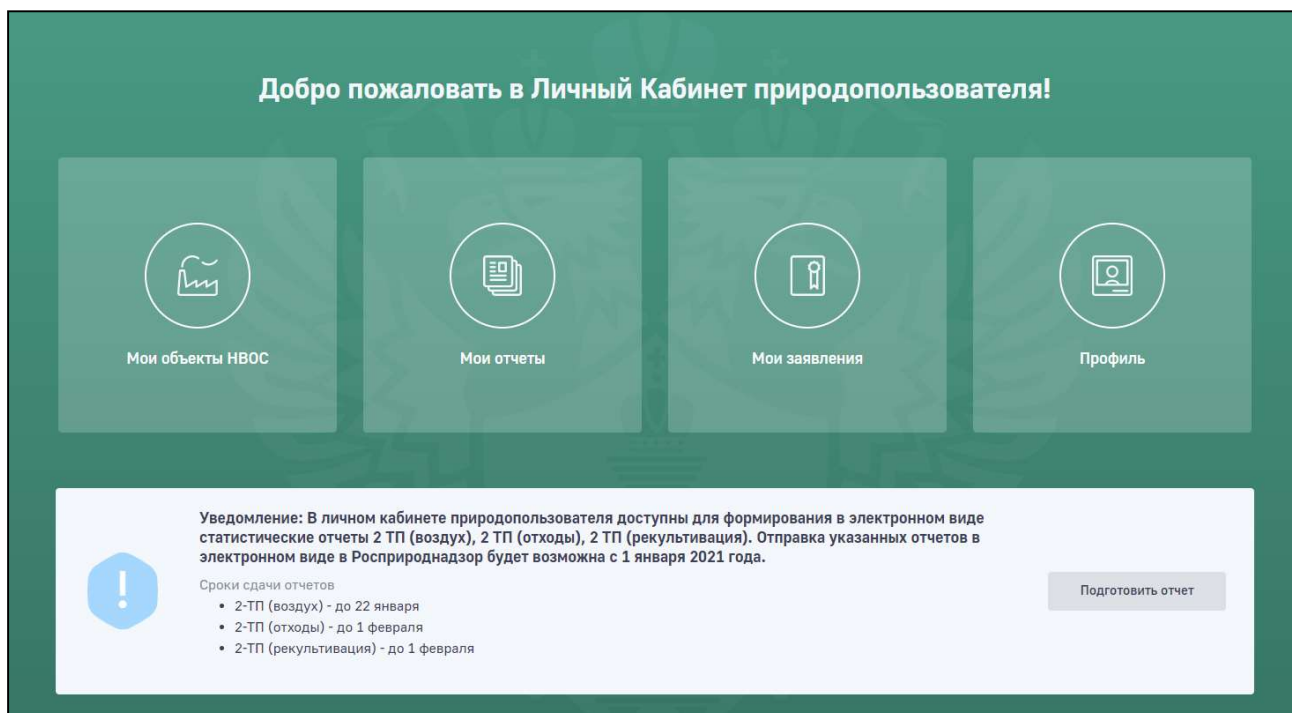 Добро пожаловать в Личный Кабинет природопользователя!
Мои объекты НВОС
Мои отчеты
Мои заявления
Профиль
Уведомление: В личном кабинете природопользователя доступны для формирования в электронном виде
статистические отчеты 2 ТП (воздух), 2 ТП (отходы), 2 ТП (рекультивация). Отправка указанных отчетов в
электронном виде в Росприроднадзор будет возможна с 1 января 2021 года.
Сроки сдачи отчетов
• 2-ТП (воздух) - до 22 января
• 2-ТП (отходы) - до 1 февраля
• 2-ТП (рекультивация) - до 1 февраля
Подготовить отчет